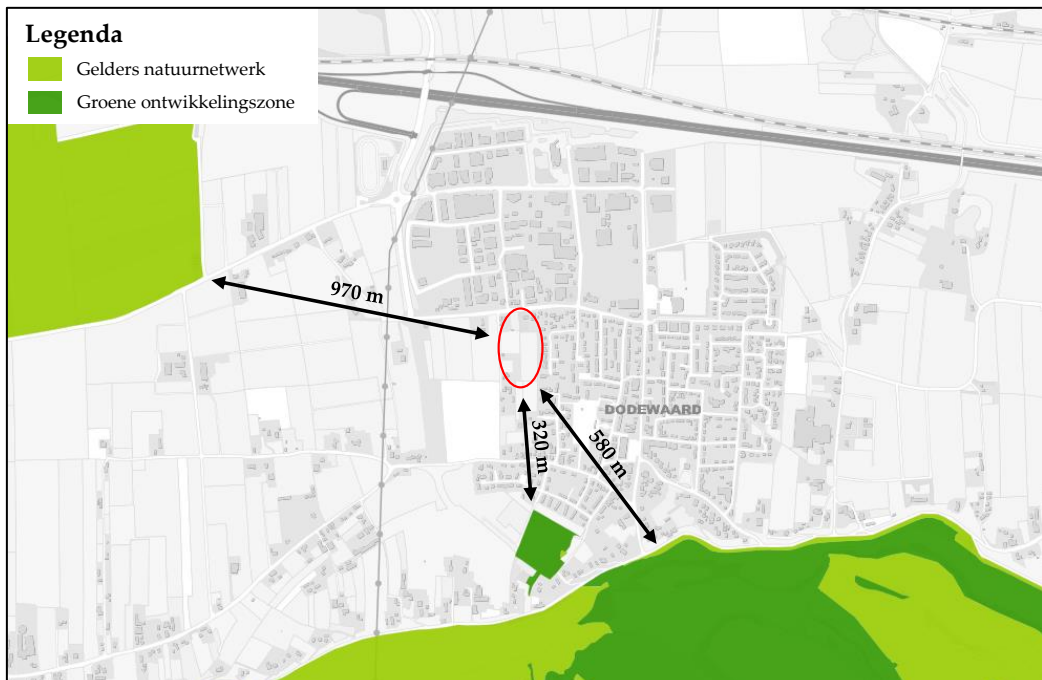 Legenda
Gelders natuurnetwerk
Groene ontwikkelingszone
970 m
DODEWAARD
320 m
580 m